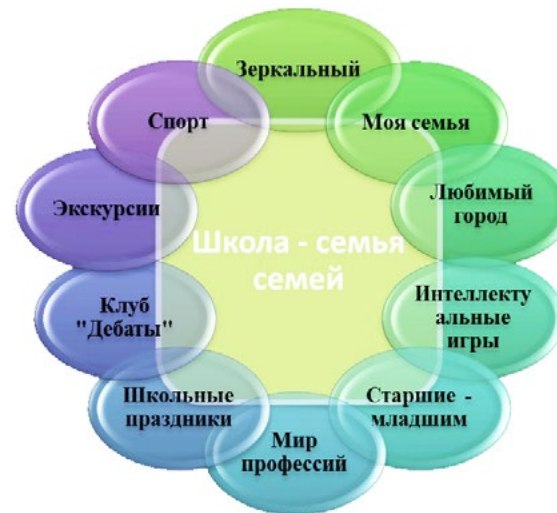 Зеркальный
Моя семья
Любимый
город
Интеллекту
альные
игры
Старшие -
младшим
Мир
профессий
Школьные
праздники
Клуб
"Дебаты"
Экскурсии
Спорт
Школа - семья
семей